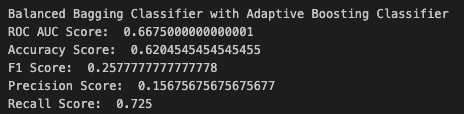 Balanced Bagging Classifier with Adaptive Boosting Classifier
ROC AUC Score:  0.6675000000000001
Accuracy Score:  0.6204545454545455
F1 Score:  0.2577777777777778
Precision Score:  0.15675675675675677
Recall Score:  0.725